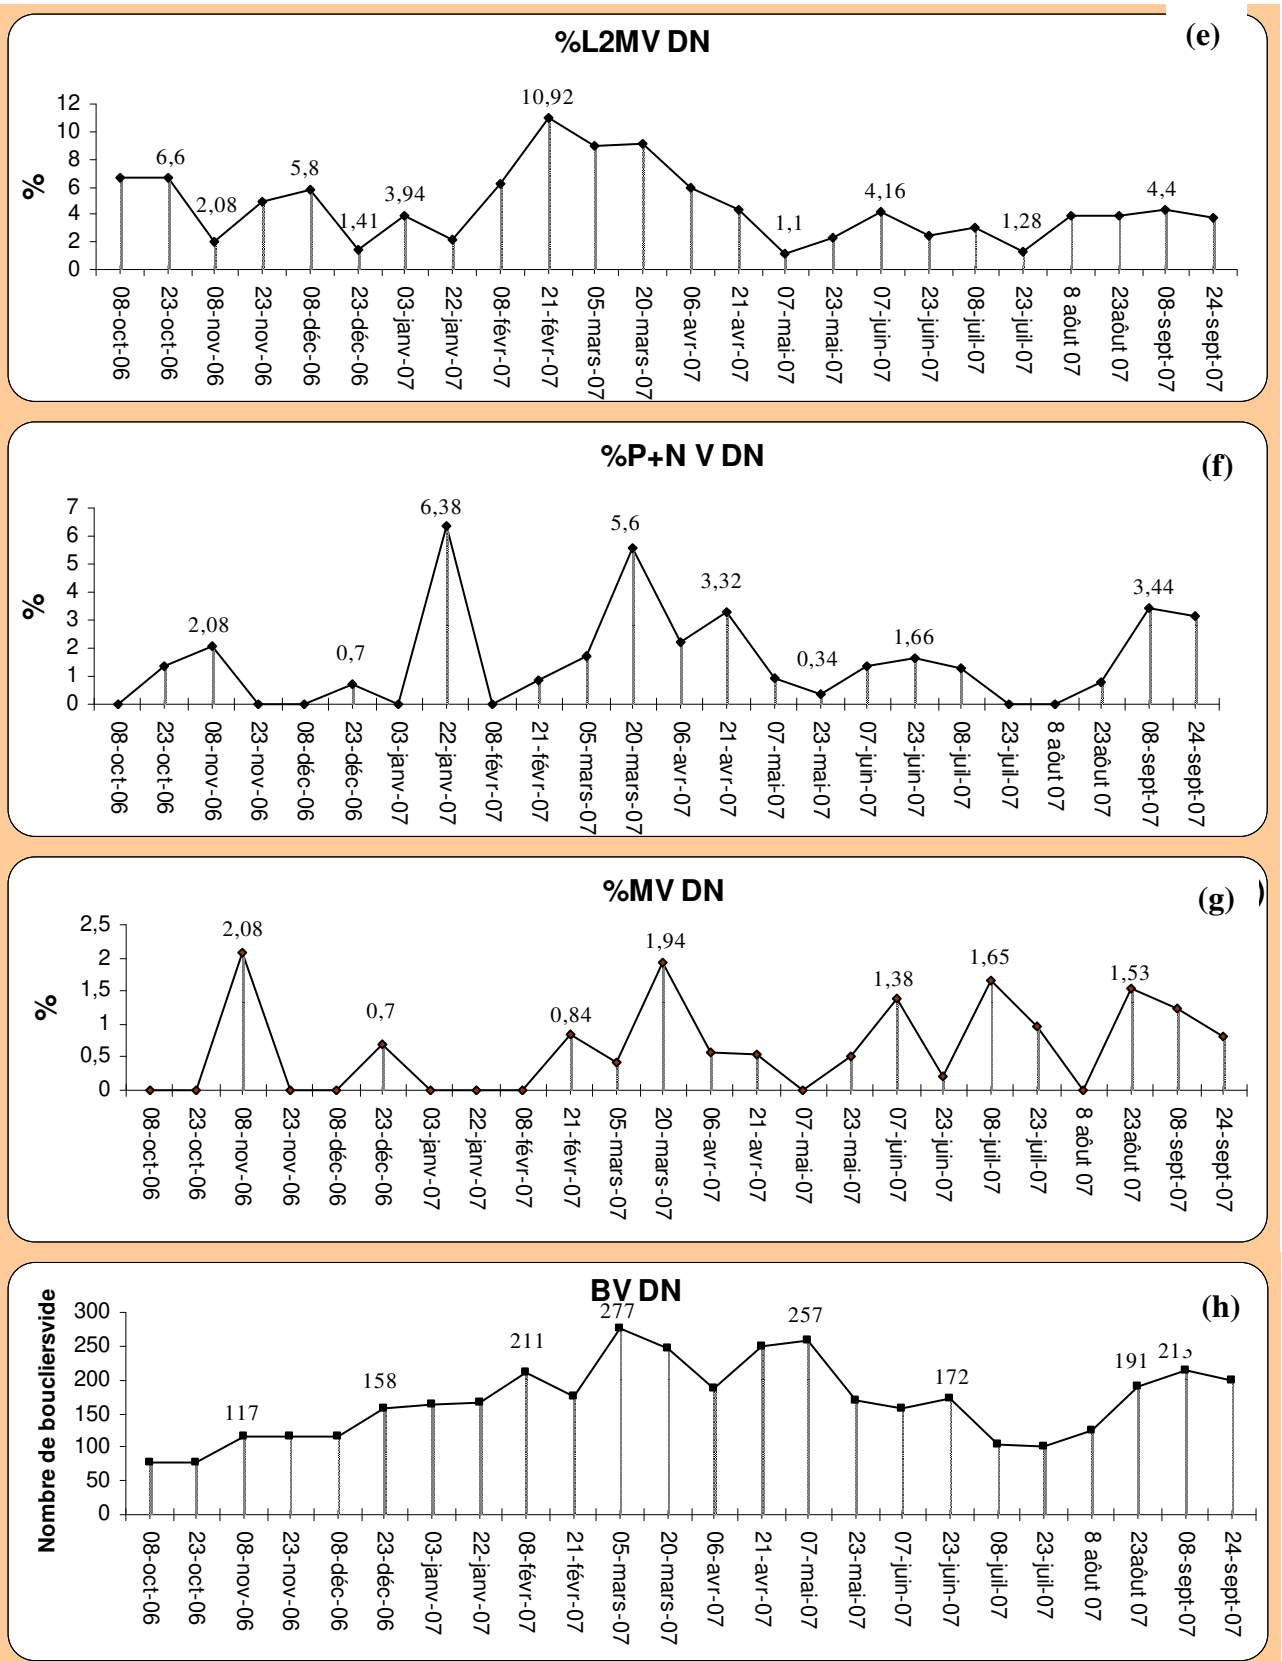 %L2MV DN
(e)
%
12
10
8
6
4
2
0
6,6
2,08
5,8
1,41
3,94
10,92
1,1
4,16
1,28
4,4
08-oct-06
23-oct-06
08-nov-06
23-nov-06
08-déc-06
23-déc-06
03-janv-07
22-janv-07
08-févr-07
21-févr-07
05-mars-07
20-mars-07
06-avr-07
21-avr-07
07-mai-07
23-mai-07
07-juin-07
23-juin-07
08-juil-07
23-juil-07
8 aôut 07
23aôut 07
08-sept-07
24-sept-07
%P+N V DN
(f)
%
7
6
5
4
3
2
1
0
2,08
0,7
6,38
5,6
3,32
0,34
1,66
3,44
08-oct-06
23-oct-06
08-nov-06
23-nov-06
08-déc-06
23-déc-06
03-janv-07
22-janv-07
08-févr-07
21-févr-07
05-mars-07
20-mars-07
06-avr-07
21-avr-07
07-mai-07
23-mai-07
07-juin-07
23-juin-07
08-juil-07
23-juil-07
8 aôut 07
23aôut 07
08-sept-07
24-sept-07
%MV DN
(g)
)
%
2,5
2
1,5
1
0,5
0
2,08
0,7
0,84
1,94
1,38
1,65
1,53
08-oct-06
23-oct-06
08-nov-06
23-nov-06
08-déc-06
23-déc-06
03-janv-07
22-janv-07
08-févr-07
21-févr-07
05-mars-07
20-mars-07
06-avr-07
21-avr-07
07-mai-07
23-mai-07
07-juin-07
23-juin-07
08-juil-07
23-juil-07
8 aôut 07
23aôut 07
08-sept-07
24-sept-07
BV DN
(h)
Nombre de boucliersvide
300
250
200
150
100
50
0
117
158
211
277
257
172
191
215
08-oct-06
23-oct-06
08-nov-06
23-nov-06
08-déc-06
23-déc-06
03-janv-07
22-janv-07
08-févr-07
21-févr-07
05-mars-07
20-mars-07
06-avr-07
21-avr-07
07-mai-07
23-mai-07
07-juin-07
23-juin-07
08-juil-07
23-juil-07
8 aôut 07
23aôut 07
08-sept-07
24-sept-07